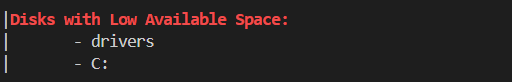 |Disks with Low Available Space:
|	- drivers
|	- C: